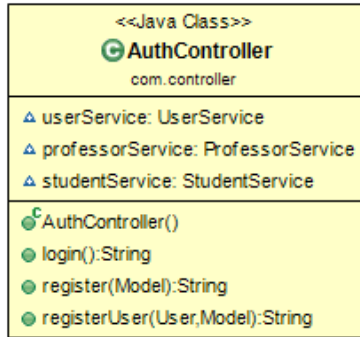 <<Java Class>>
C AuthController
com.controller
userService: UserService
professorService: ProfessorService
studentService: StudentService
C AuthController()
login():String
register(Model):String
registerUser(User,Model):String